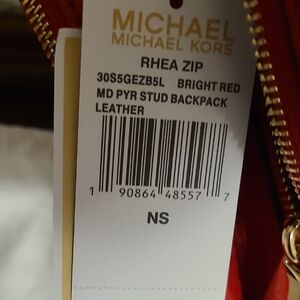 MICHAEL
MICHAEL KORS
RHEA ZIP
30S5GEZB5L BRIGHT RED
MD PYR STUD BACKPACK
LEATHER
1 90864 48557 7
NS